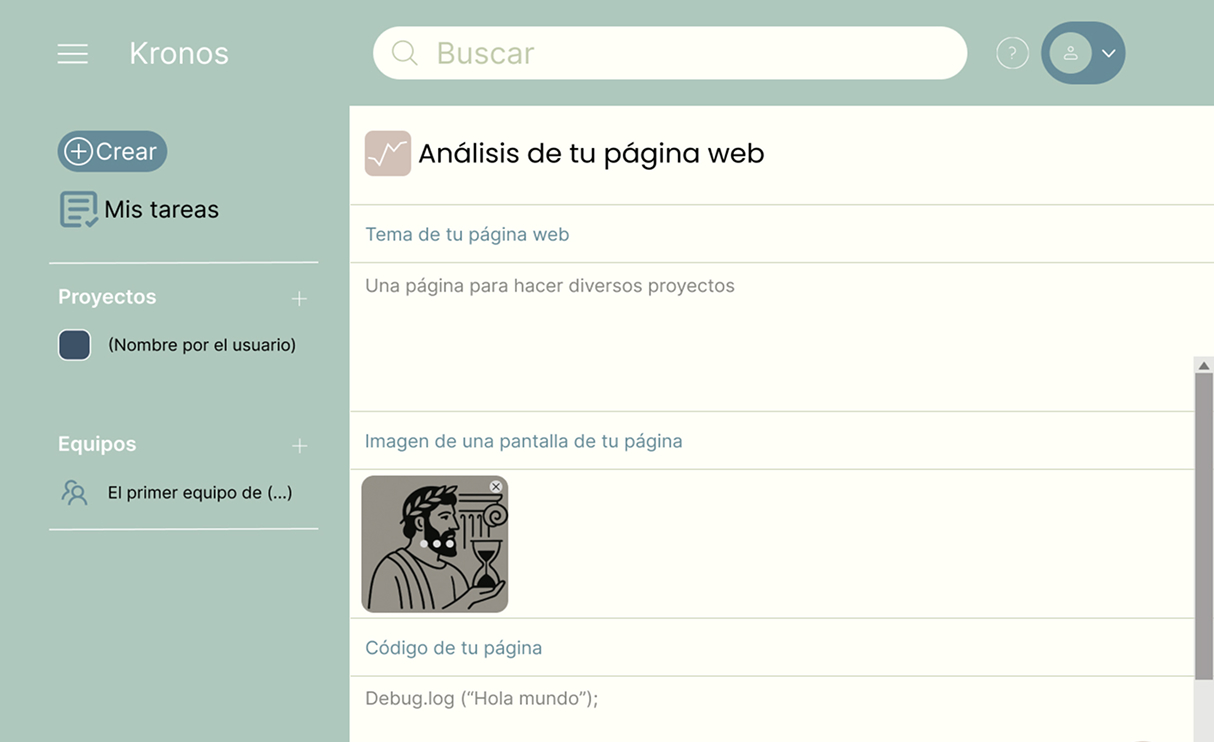 Kronos
Buscar
?
Crear
Mis tareas
Proyectos
(Nombre por el usuario)
Equipos
El primer equipo de (...)
Análisis de tu página web
Tema de tu página web
Una página para hacer diversos proyectos
Imagen de una pantalla de tu página
Código de tu página
Debug.log (“Hola mundo”);